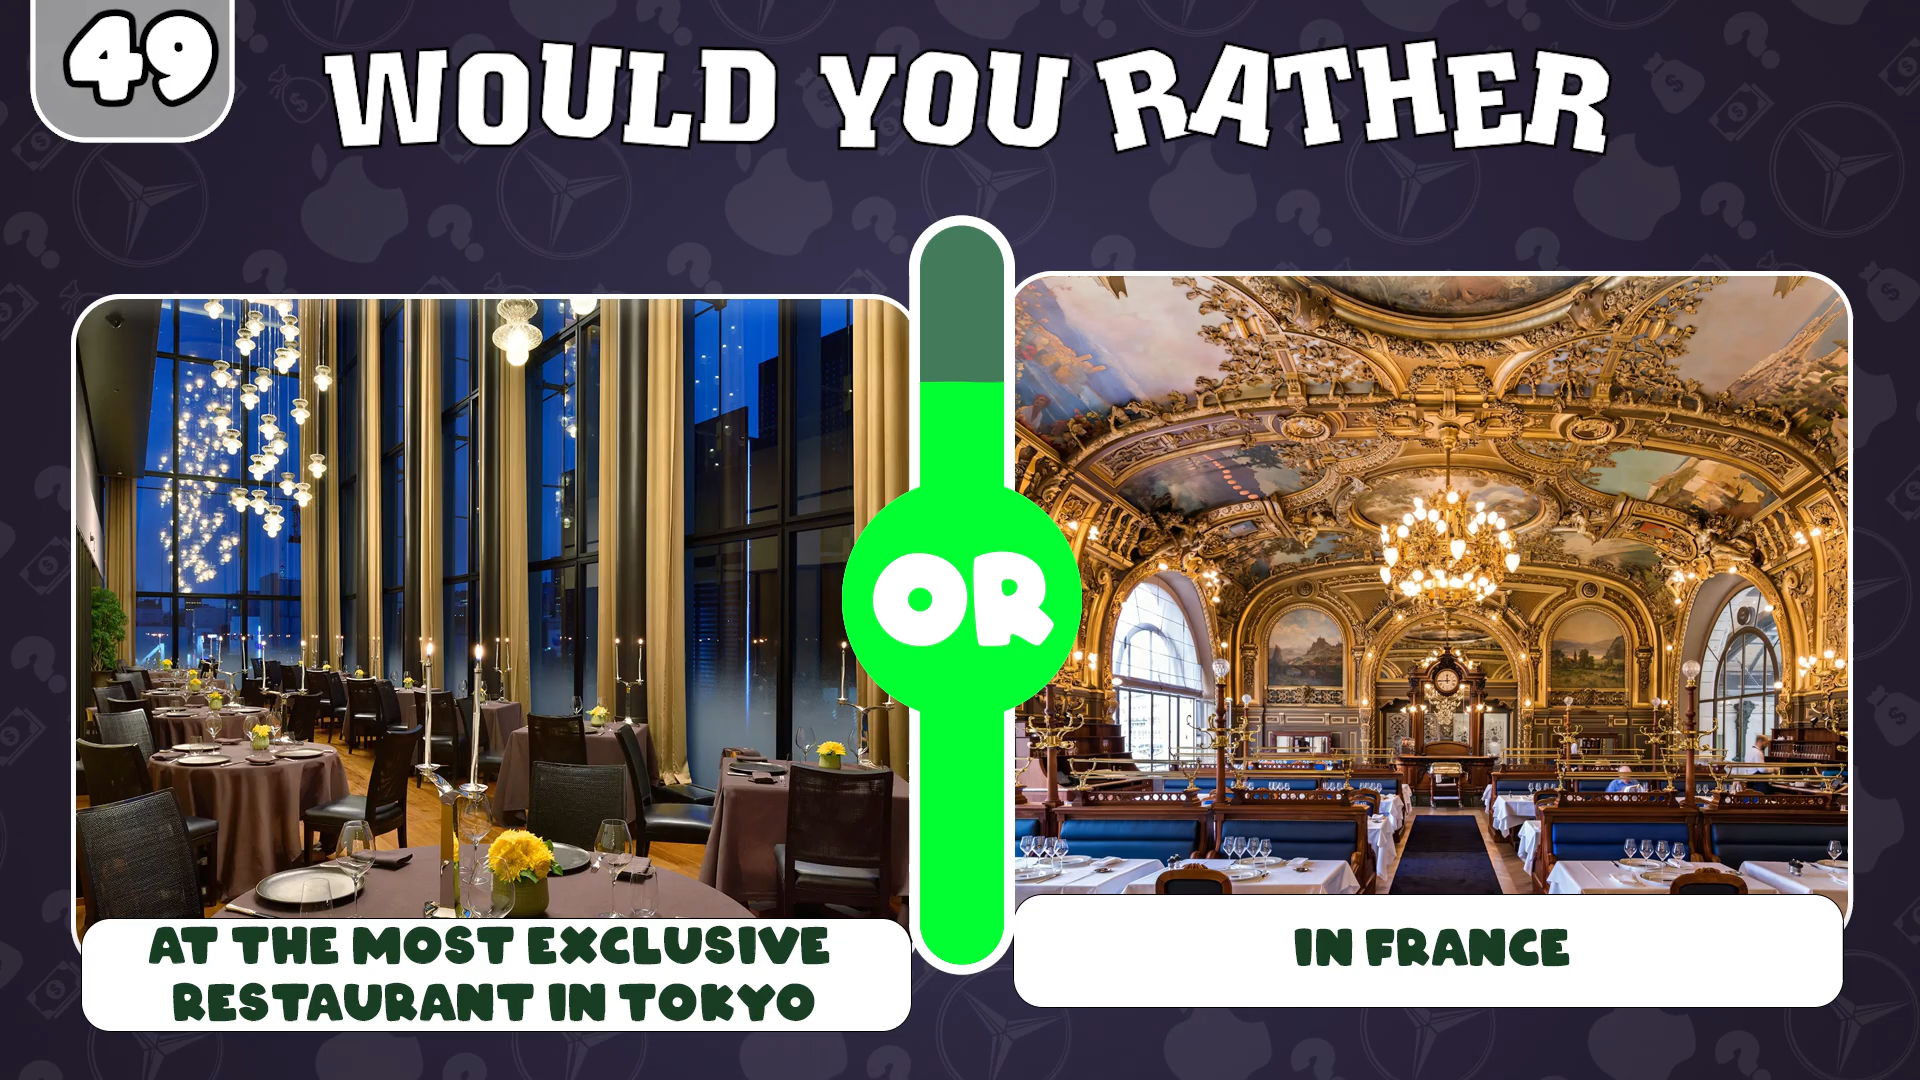 49
WOULD YOU RATHER
OR
AT THE MOST EXCLUSIVE
RESTAURANT IN TOKYO
IN FRANCE